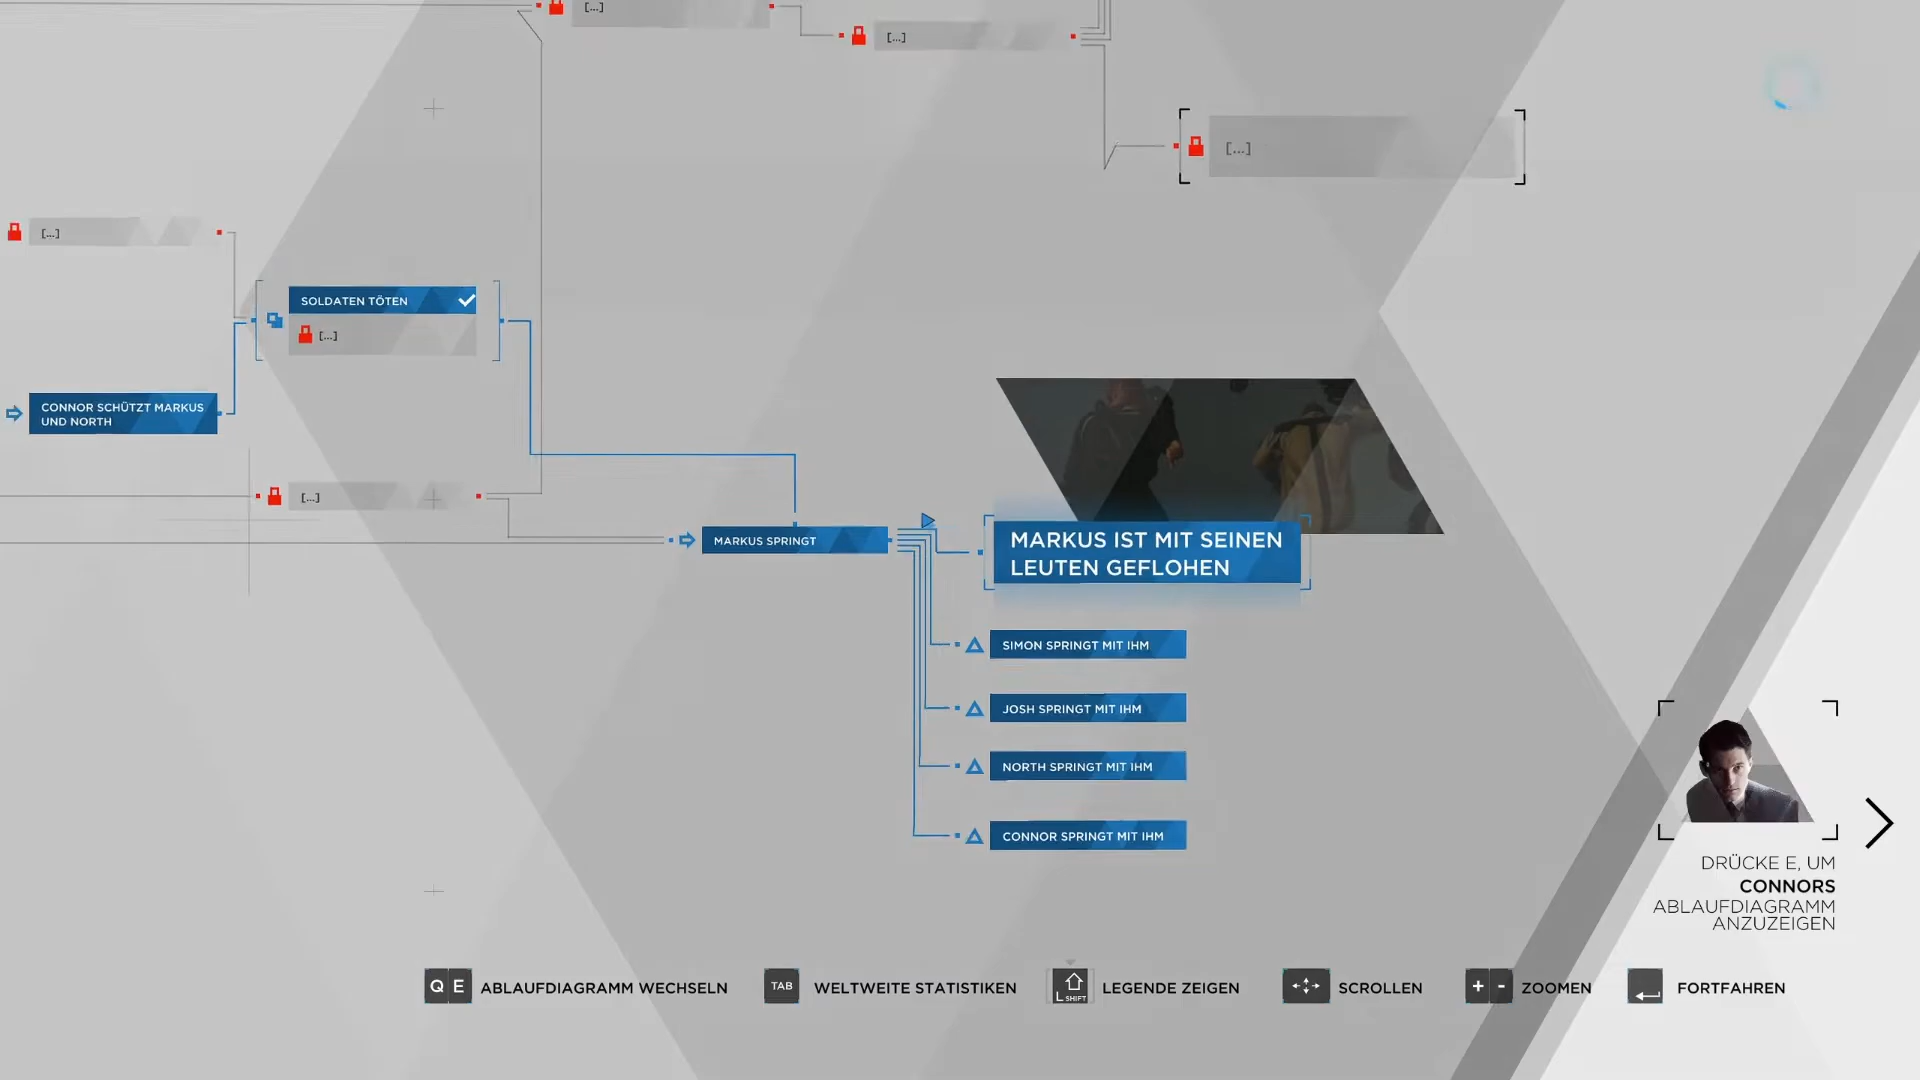 [...]
[...]
[...]
[...]
SOLDATEN TÖTEN
[...]
CONNOR SCHÜTZT MARKUS
UND NORTH
[...]
MARKUS SPRINGT
MARKUS IST MIT SEINEN
LEUTEN GEFLOHEN
SIMON SPRINGT MIT IHM
JOSH SPRINGT MIT IHM
NORTH SPRINGT MIT IHM
CONNOR SPRINGT MIT IHM
DRÜCKE E, UM
CONNORS
ABLAUFDIAGRAMM
ANZUZEIGEN
Q E ABLAUFDIAGRAMM WECHSELN TAB WELTWEITE STATISTIKEN L SHIFT LEGENDE ZEIGEN SCROLLEN + - ZOOMEN FORTFAHREN